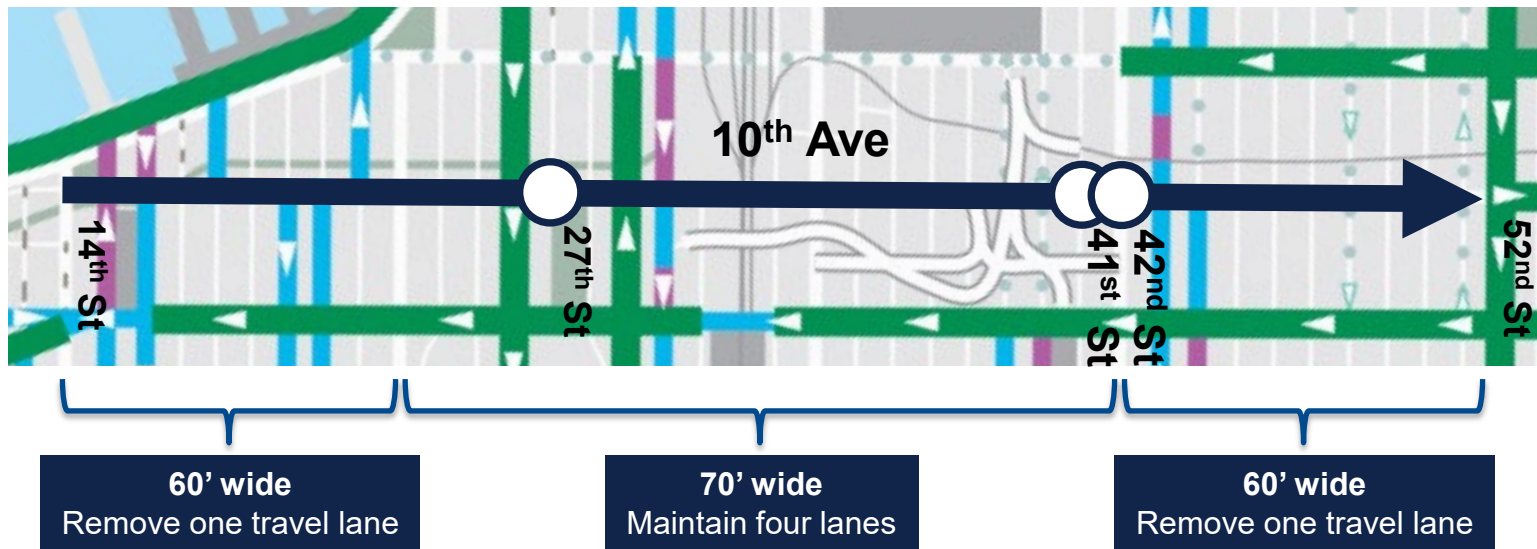 10th Ave
14th St
27th St
41st St
42nd St
52nd St
60’ wide
Remove one travel lane
70’ wide
Maintain four lanes
60’ wide
Remove one travel lane